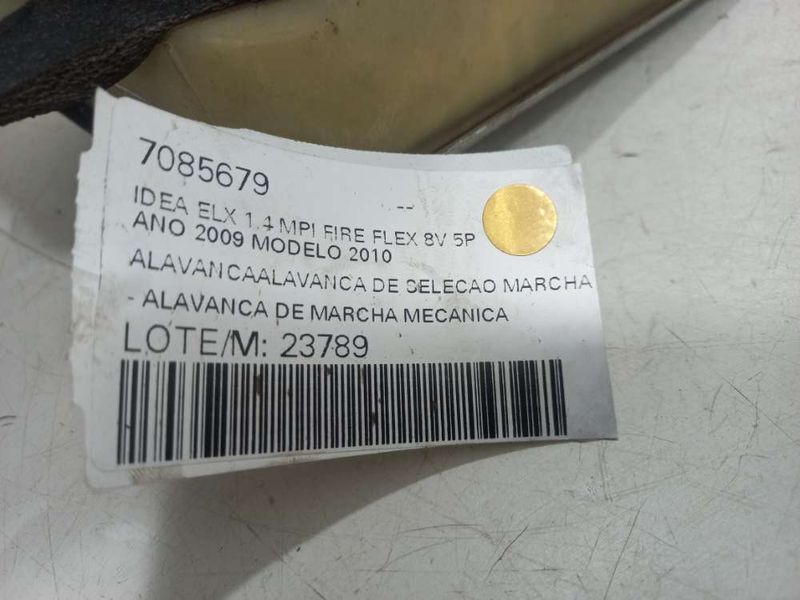 7085679
--
IDEA ELX 1.4 MPI FIRE FLEX 8V 5P
ANO 2009 MODELO 2010
ALAVANCAALAVANCA DE SELECAO MARCHA
- ALAVANCA DE MARCHA MECANICA
LOTE/M: 23789